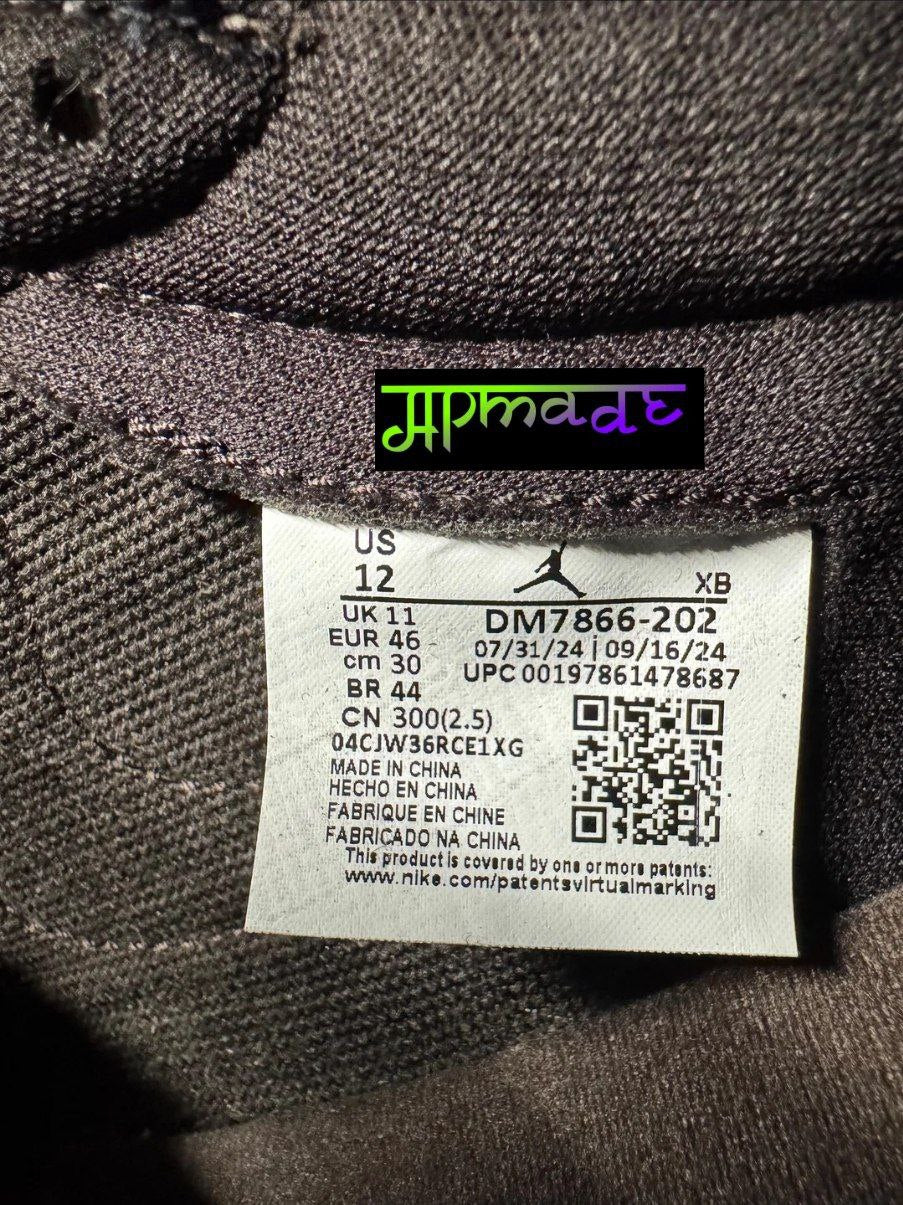 Apmade
US
12
XB
UK 11
DM7866-202
EUR 46
07/31/24 | 09/16/24
cm 30
UPC 00197861478687
BR 44
CN 300(2.5)
04CJW36RCE1XG
MADE IN CHINA
HECHO EN CHINA
FABRIQUE EN CHINE
FABRICADO NA CHINA
This product is covered by one or more patents:
www.nike.com/patentsvirtualmarking